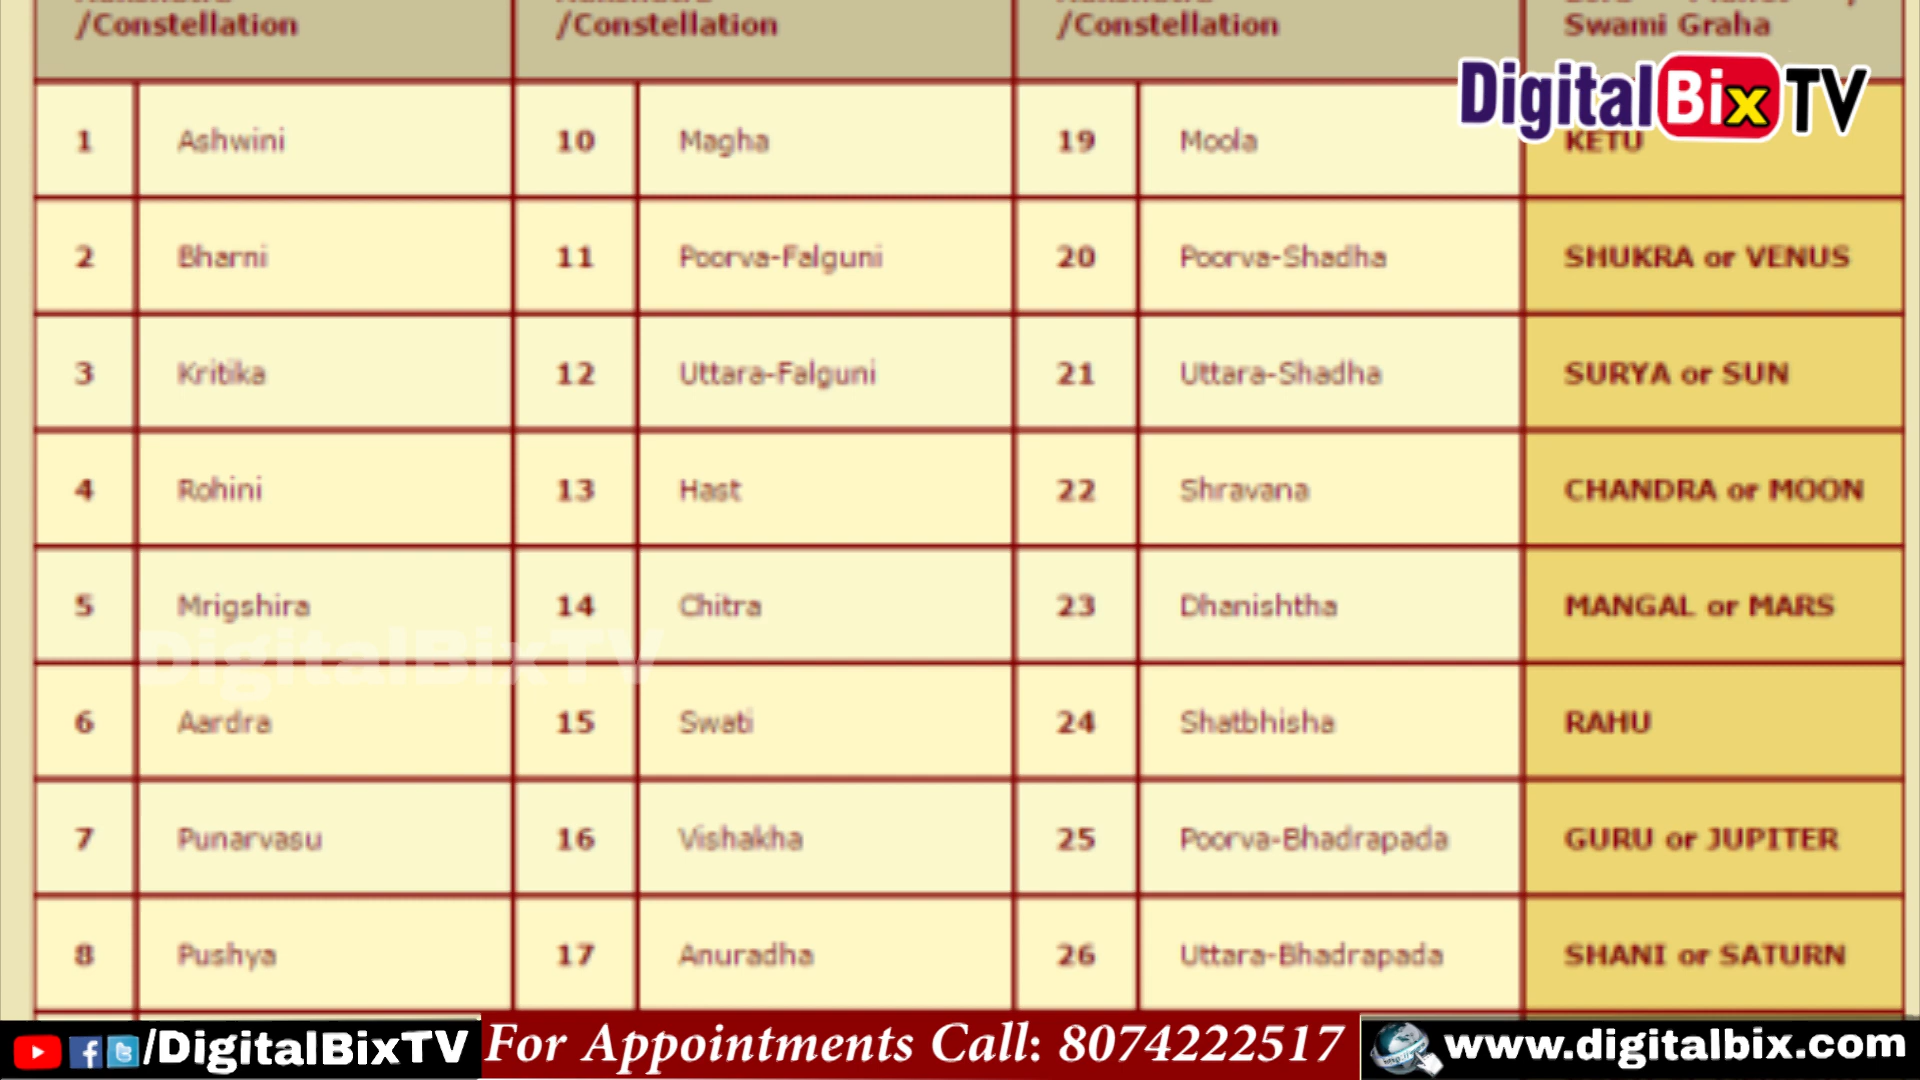 /Constellation /Constellation /Constellation Swami Graha
DigitalBixTV
1 Ashwini 10 Magha 19 Moola KETU
2 Bharni 11 Poorva-Falguni 20 Poorva-Shadha SHUKRA or VENUS
3 Kritika 12 Uttara-Falguni 21 Uttara-Shadha SURYA or SUN
4 Rohini 13 Hast 22 Shravana CHANDRA or MOON
5 Mrigshira 14 Chitra 23 Dhanishtha MANGAL or MARS
DigitalBixTV
6 Aardra 15 Swati 24 Shatbhisha RAHU
7 Punarvasu 16 Vishakha 25 Poorva-Bhadrapada GURU or JUPITER
8 Pushya 17 Anuradha 26 Uttara-Bhadrapada SHANI or SATURN
/DigitalBixTV For Appointments Call: 8074222517 www.digitalbix.com